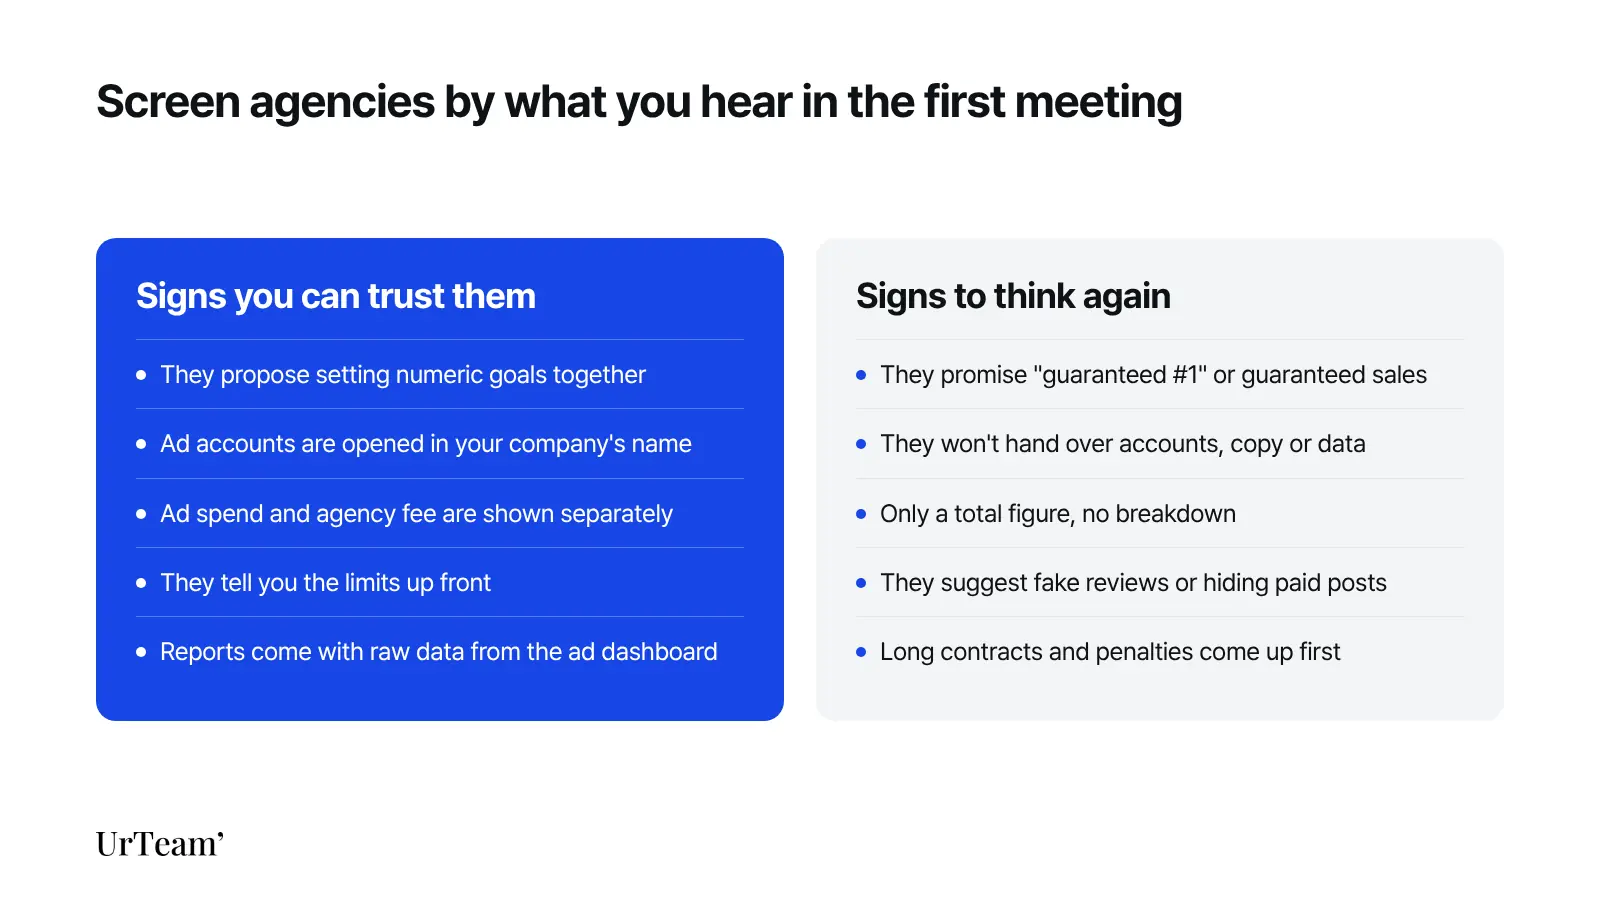 Screen agencies by what you hear in the first meeting
Signs you can trust them
They propose setting numeric goals together
Ad accounts are opened in your company's name
Ad spend and agency fee are shown separately
They tell you the limits up front
Reports come with raw data from the ad dashboard
Signs to think again
They promise "guaranteed #1" or guaranteed sales
They won't hand over accounts, copy or data
Only a total figure, no breakdown
They suggest fake reviews or hiding paid posts
Long contracts and penalties come up first
UrTeam’